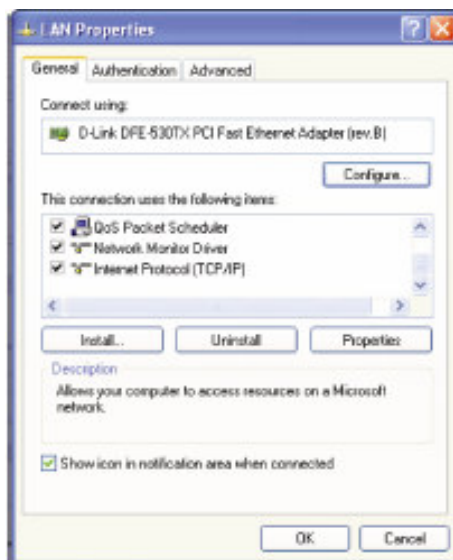 LAN Properties
General Authentication Advanced
Connect using:
D-Link DFE-530TX PCI Fast Ethernet Adapter (rev.B)
Configure...
This connection uses the following items:
QoS Packet Scheduler
Network Monitor Driver
Internet Protocol (TCP/IP)
Install... Uninstall Properties
Description
Allows your computer to access resources on a Microsoft
network.
Show icon in notification area when connected
OK Cancel